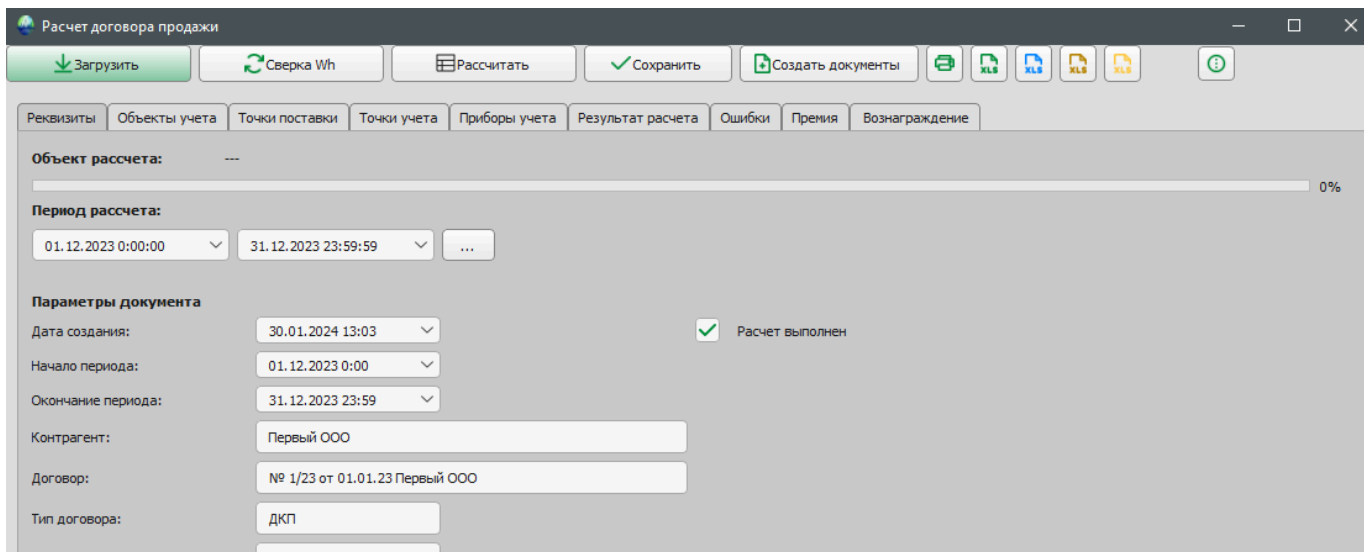 Расчет договора продажи
Загрузить Сверка Wh Рассчитать Сохранить Создать документы XLS XLS XLS XLS
Реквизиты Объекты учета Точки поставки Точки учета Приборы учета Результат расчета Ошибки Премия Вознаграждение
Объект рассчета: ---
0%
Период рассчета:
01.12.2023 0:00:00 31.12.2023 23:59:59 ...
Параметры документа
Дата создания: 30.01.2024 13:03 Расчет выполнен
Начало периода: 01.12.2023 0:00
Окончание периода: 31.12.2023 23:59
Контрагент: Первый ООО
Договор: № 1/23 от 01.01.23 Первый ООО
Тип договора: ДКП